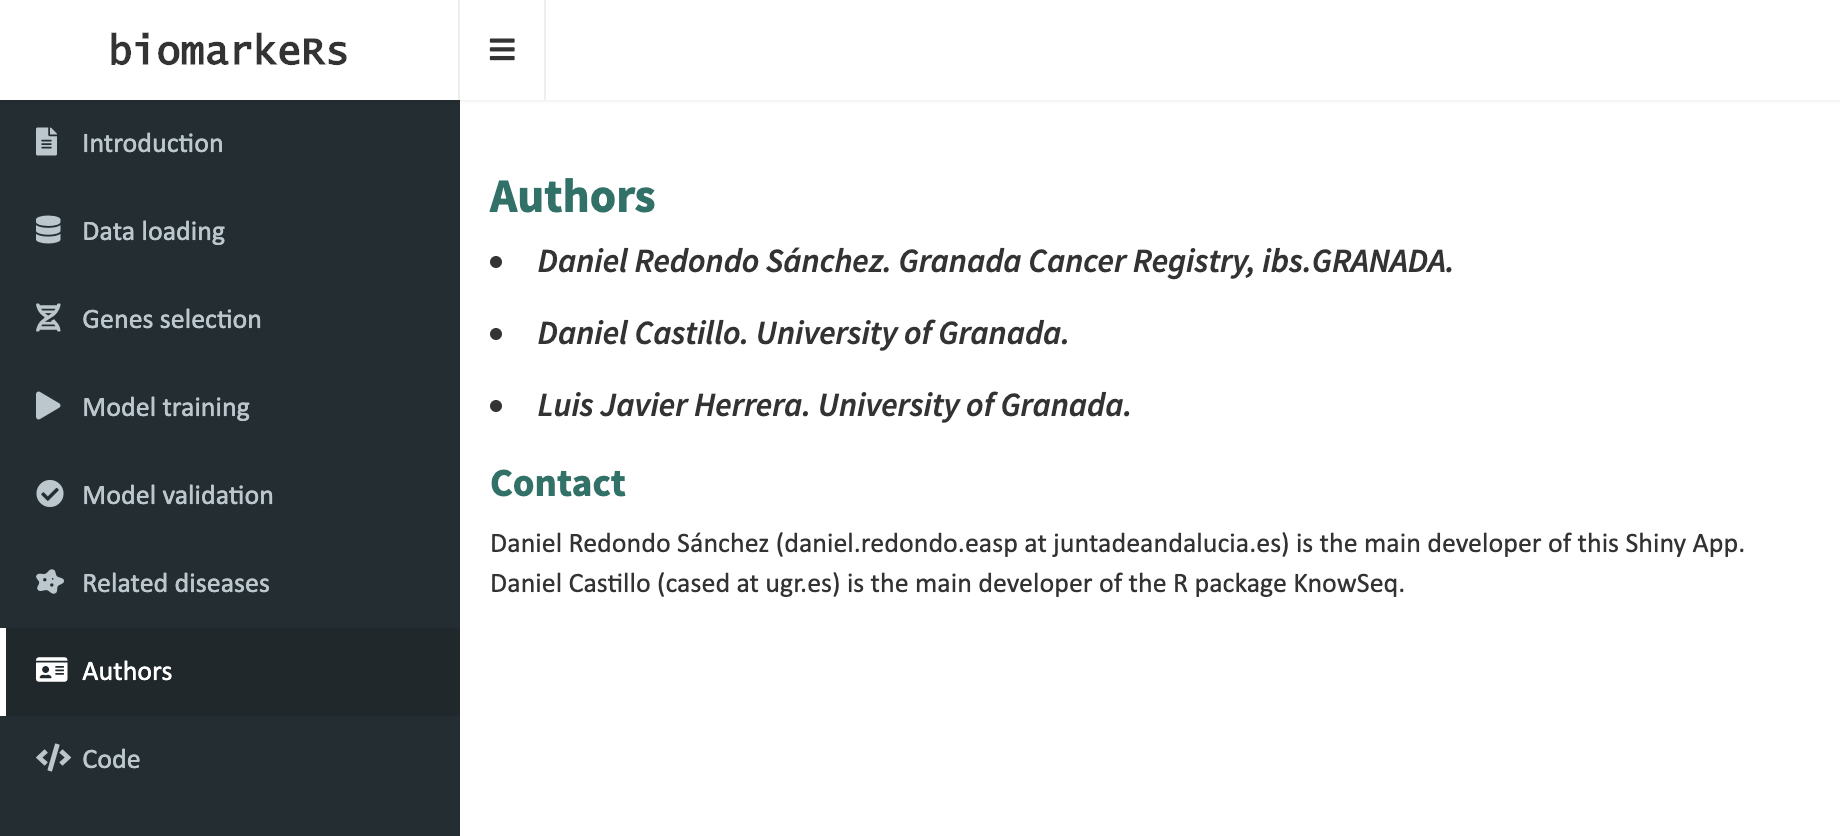 biomarkeRs
Introduction
Data loading
Genes selection
Model training
Model validation
Related diseases
Authors
Code
Authors
• Daniel Redondo Sánchez. Granada Cancer Registry, ibs.GRANADA.
• Daniel Castillo. University of Granada.
• Luis Javier Herrera. University of Granada.
Contact
Daniel Redondo Sánchez (daniel.redondo.easp at juntadeandalucia.es) is the main developer of this Shiny App.
Daniel Castillo (cased at ugr.es) is the main developer of the R package KnowSeq.